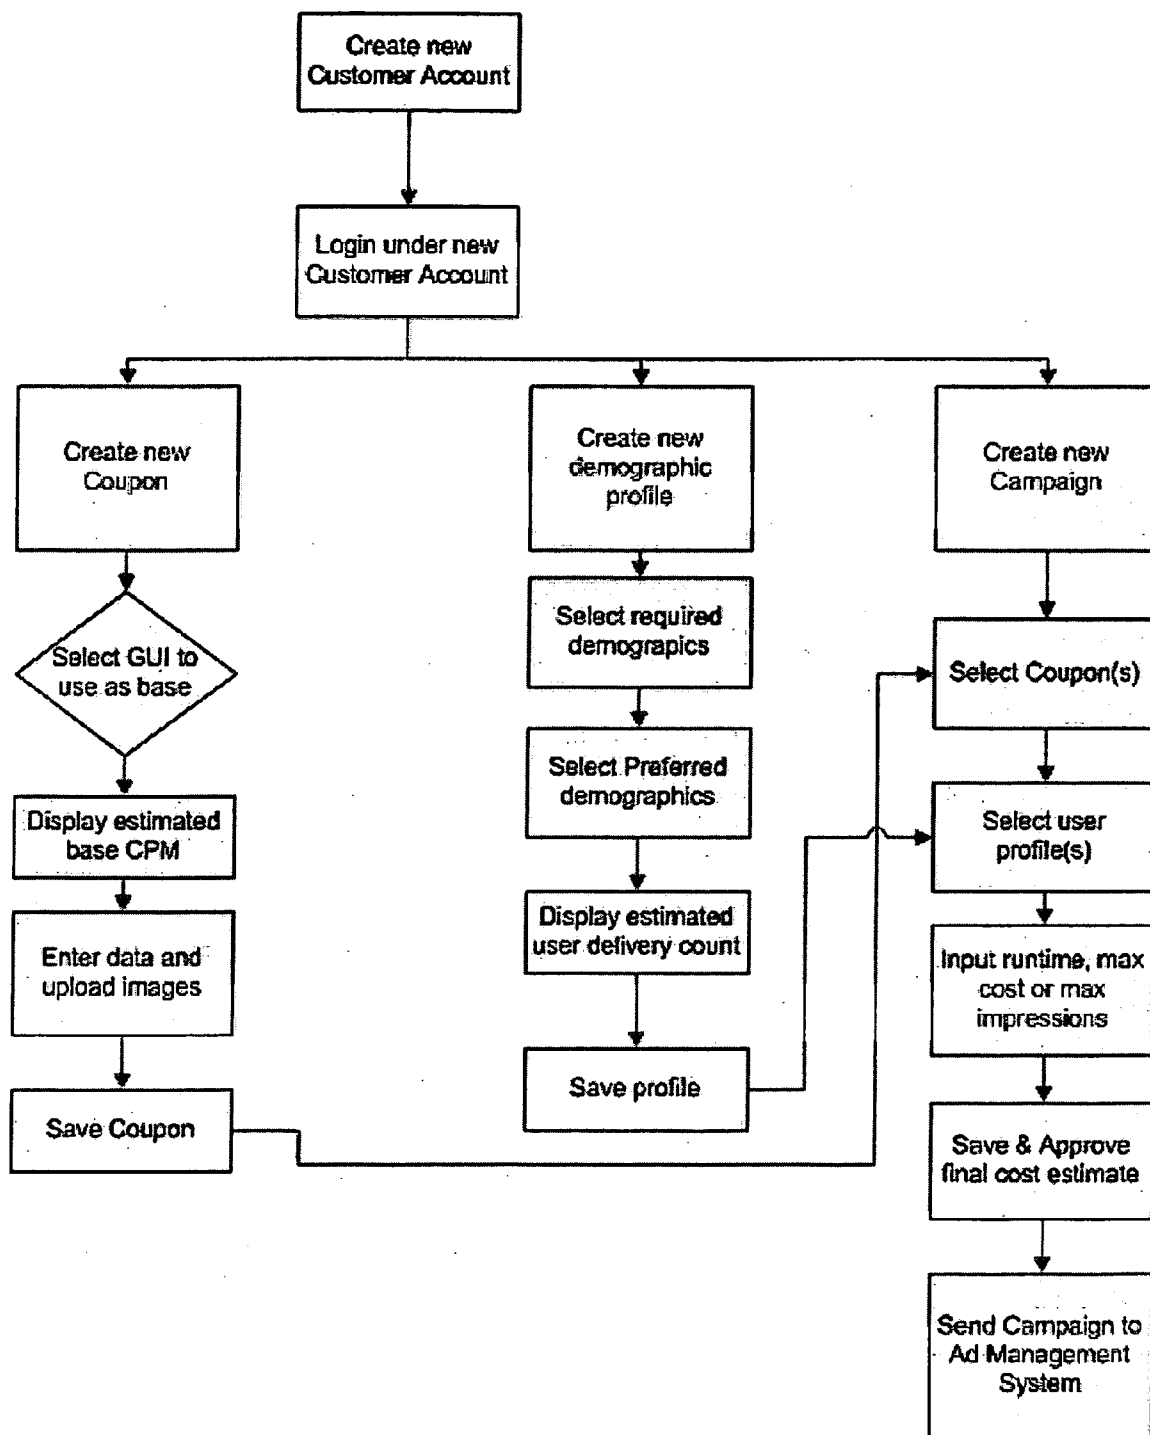 Create new
Customer Account
Login under new
Customer Account
Create new
Coupon
Select GUI to
use as base
Display estimated
base CPM
Enter data and
upload images
Save Coupon
Create new
demographic
profile
Select required
demograpics
Select Preferred
demographics
Display estimated
user delivery count
Save profile
Create new
Campaign
Select Coupon(s)
Select user
profile(s)
Input runtime, max
cost or max
impressions
Save & Approve
final cost estimate
Send Campaign to
Ad Management
System